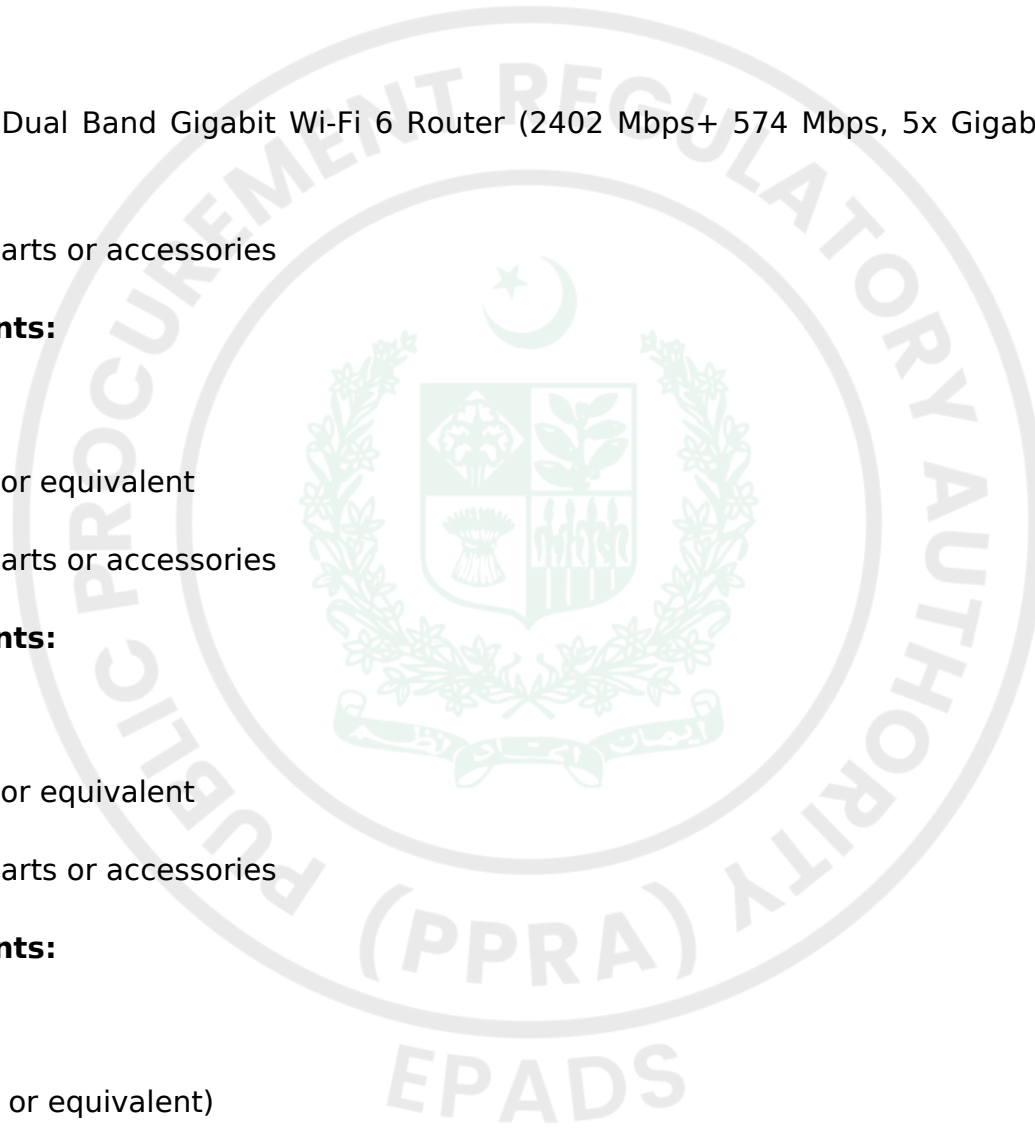 Dual Band Gigabit Wi-Fi 6 Router (2402 Mbps+ 574 Mbps, 5x Gigab
arts or accessories
nts:
or equivalent
arts or accessories
nts:
or equivalent
arts or accessories
nts:
or equivalent)
PUBLIC PROCUREMENT REGULATORY AUTHORITY
(PPRA)
EPADS